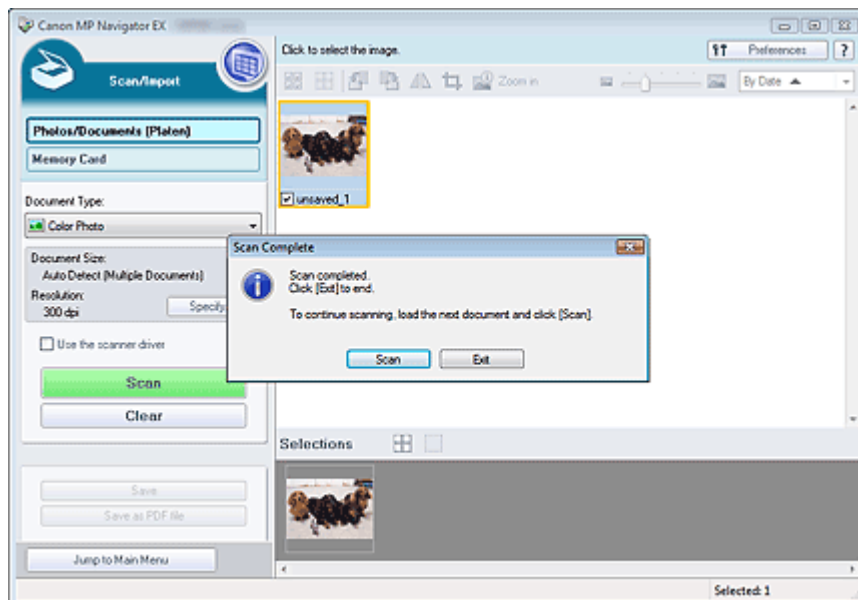 Canon MP Navigator EX
Scan/Import
Photos/Documents (Platen)
Memory Card
Document Type:
Color Photo
Document Size:
Auto Detect (Multiple Documents)
Resolution:
300 dpi
Specify
Use the scanner driver
Scan
Clear
Save
Save as PDF file
Jump to Main Menu
Click to select the image.
Preferences
?
Zoom in
By Date
unsaved_1
Scan Complete
Scan completed.
Click [Exit] to end.
To continue scanning, load the next document and click [Scan].
Scan
Exit
Selections
Selected: 1